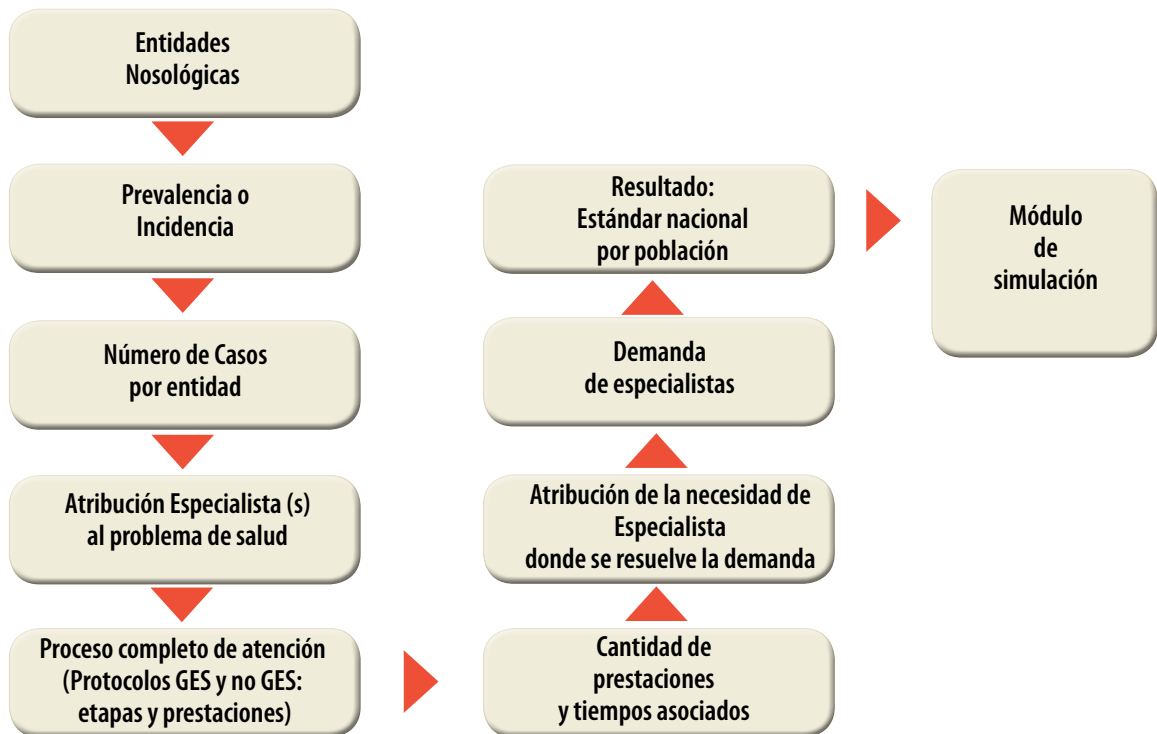 Entidades
Nosológicas
Prevalencia o
Incidencia
Número de Casos
por entidad
Atribución Especialista (s)
al problema de salud
Proceso completo de atención
(Protocolos GES y no GES:
etapas y prestaciones)
Cantidad de
prestaciones
y tiempos asociados
Atribución de la necesidad de
Especialista
donde se resuelve la demanda
Demanda
de especialistas
Resultado:
Estándar nacional
por población
Módulo
de
simulación